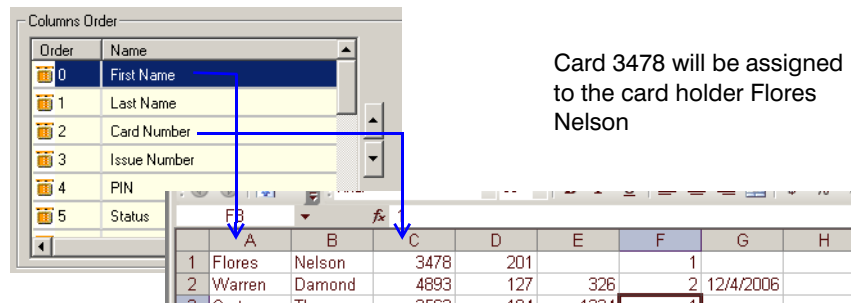 Columns Order
Order Name
0 First Name
1 Last Name
2 Card Number
3 Issue Number
4 PIN
5 Status
Card 3478 will be assigned
to the card holder Flores
Nelson
F3 fx 1
A B C D E F G H
1 Flores Nelson 3478 201 1
2 Warren Damond 4893 127 326 2 12/4/2006